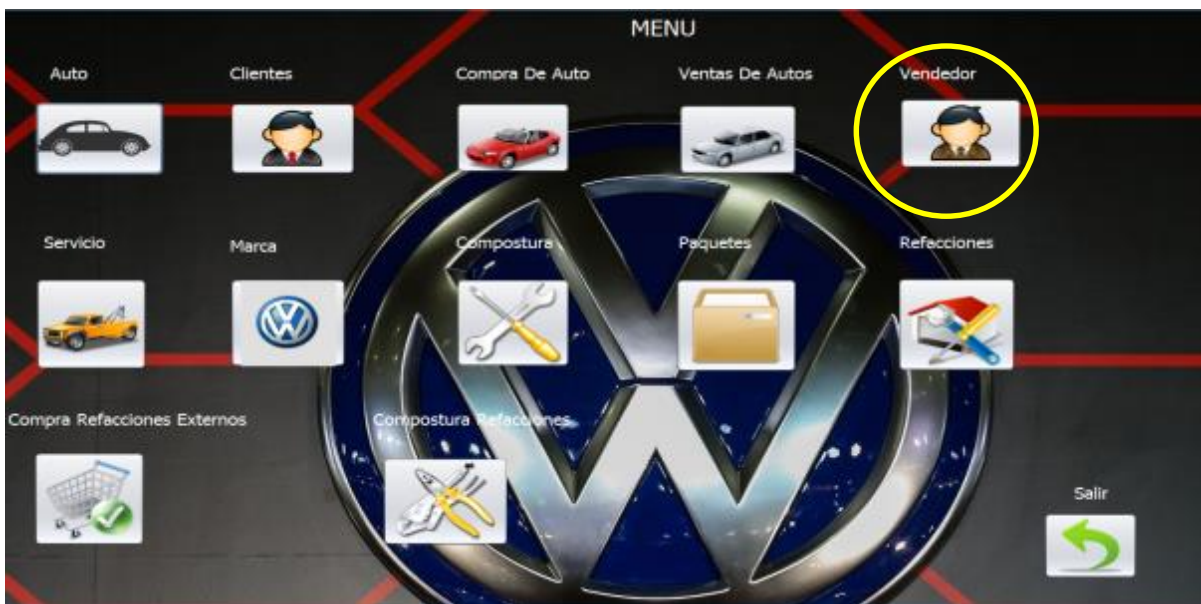 MENU
Auto
Clientes
Compra De Auto
Ventas De Autos
Vendedor
Servicio
Marca
Compostura
Paquetes
Refacciones
Compra Refacciones Externos
Compostura Refacciones
Salir